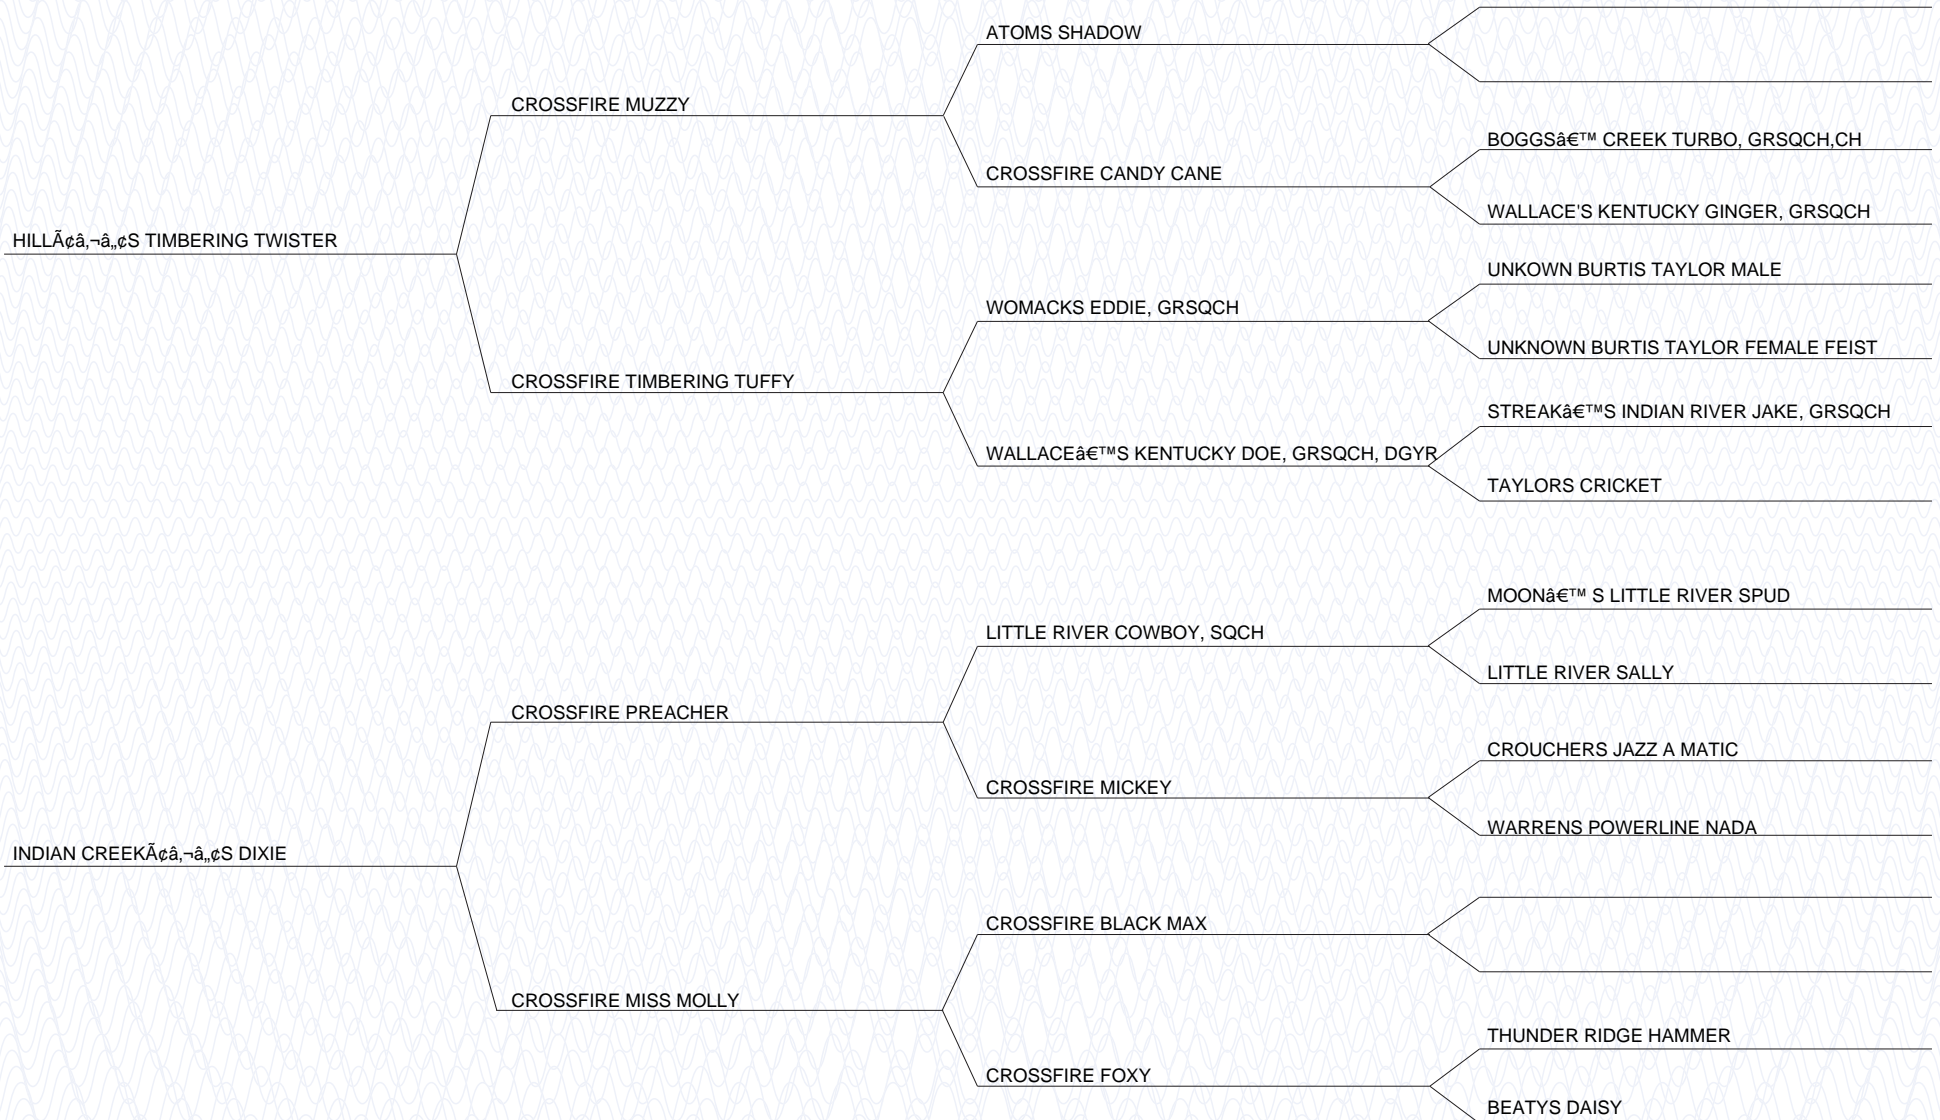 ATOMS SHADOW
CROSSFIRE MUZZY
BOGGSâ€™ CREEK TURBO, GRSQCH,CH
CROSSFIRE CANDY CANE
WALLACE'S KENTUCKY GINGER, GRSQCH
HILLÃ¢â‚¬â„¢S TIMBERING TWISTER
UNKOWN BURTIS TAYLOR MALE
WOMACKS EDDIE, GRSQCH
UNKNOWN BURTIS TAYLOR FEMALE FEIST
CROSSFIRE TIMBERING TUFFY
STREAKâ€™S INDIAN RIVER JAKE, GRSQCH
WALLACEâ€™S KENTUCKY DOE, GRSQCH, DGYR
TAYLORS CRICKET
MOONâ€™ S LITTLE RIVER SPUD
LITTLE RIVER COWBOY, SQCH
LITTLE RIVER SALLY
CROSSFIRE PREACHER
CROUCHERS JAZZ A MATIC
CROSSFIRE MICKEY
WARRENS POWERLINE NADA
INDIAN CREEKÃ¢â‚¬â„¢S DIXIE
CROSSFIRE BLACK MAX
CROSSFIRE MISS MOLLY
THUNDER RIDGE HAMMER
CROSSFIRE FOXY
BEATYS DAISY